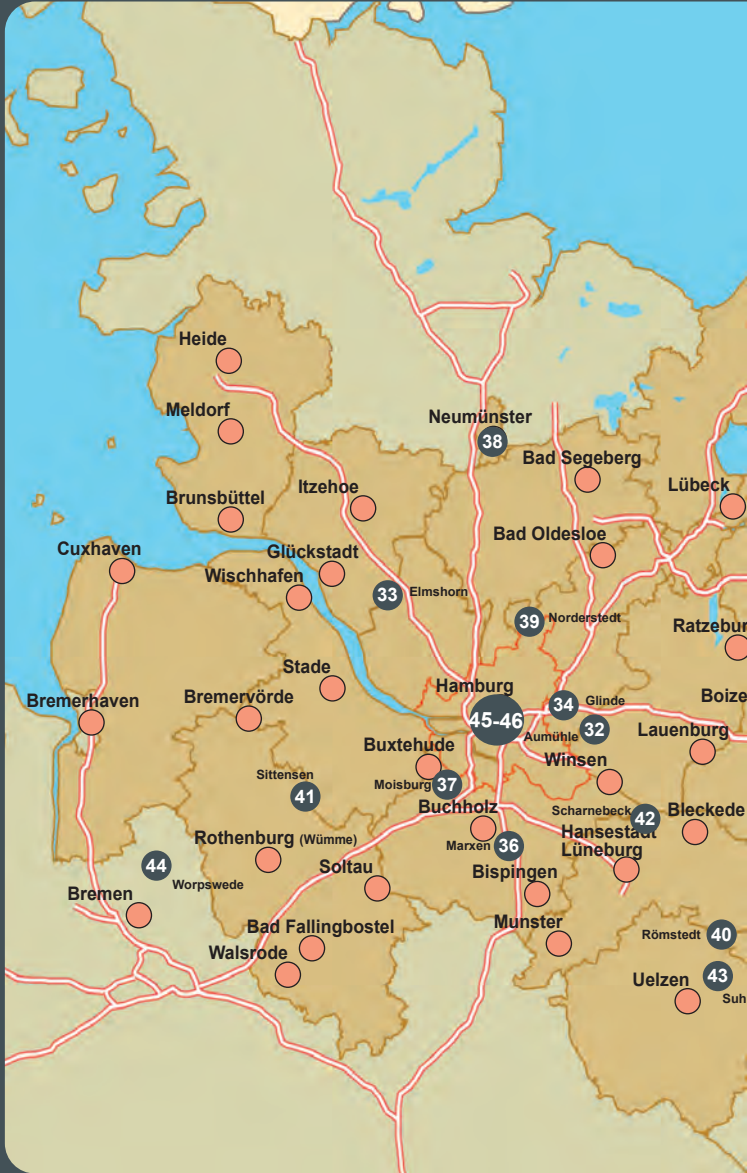 Heide
Meldorf
Neumünster
38
Bad Segeberg
Itzehoe
Lübeck
Brunsbüttel
Bad Oldesloe
Cuxhaven
Glückstadt
Wischhafen
33 Elmshorn
39 Norderstedt
Ratzebur
Stade
Hamburg
45-46
34 Glinde
Boize
Bremerhaven
Bremervörde
Aumühle 32
Lauenburg
Buxtehude
Winsen
Sittensen
41
Moisburg 37
Buchholz
Scharnebeck 42
Bleckede
Hansestadt
Lüneburg
Rothenburg (Wümme)
Marxen 36
44
Worpswede
Soltau
Bispingen
Bremen
Bad Fallingbostel
Munster
Römstedt 40
Walsrode
43
Uelzen
Suh